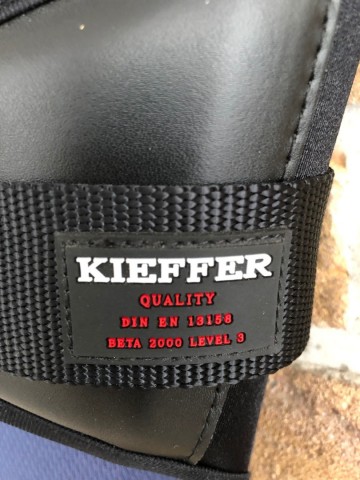 KIEFFER
QUALITY
DIN EN 13158
BETA 2000 LEVEL 3